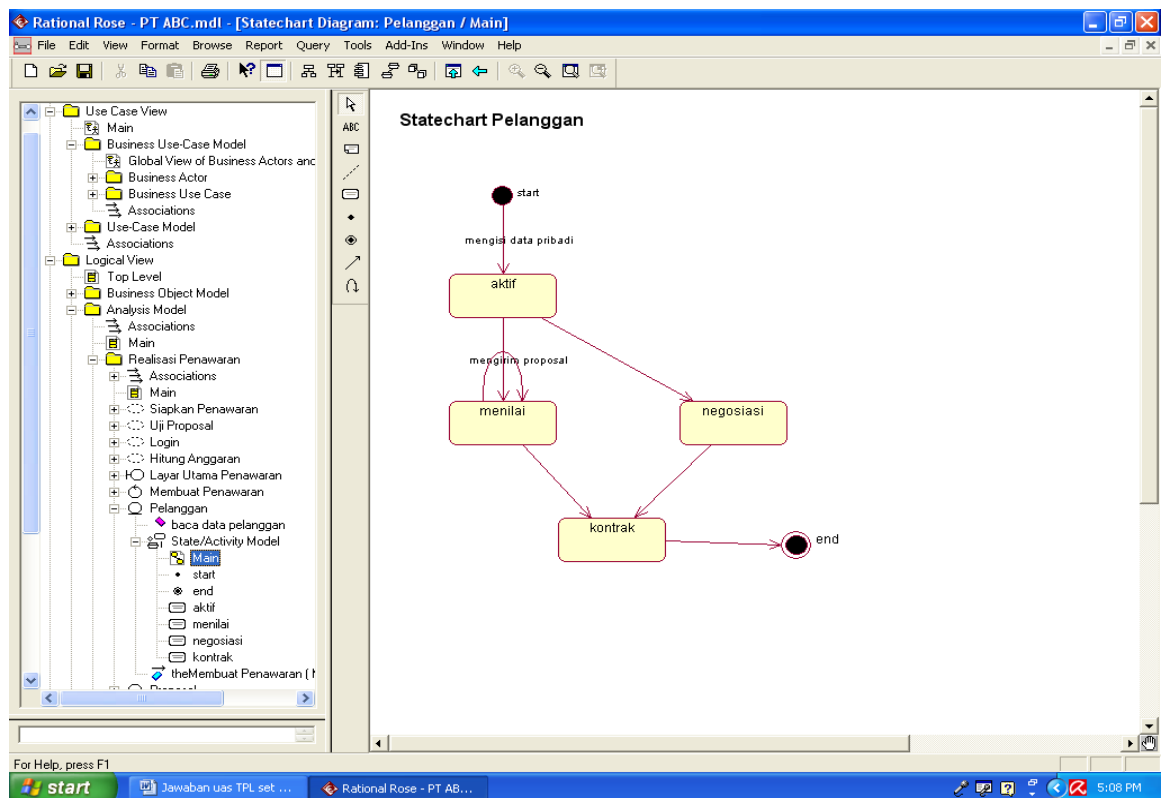 Rational Rose - PT ABC.mdl - [Statechart Diagram: Pelanggan / Main]
File Edit View Format Browse Report Query Tools Add-Ins Window Help
Use Case View
Main
Business Use-Case Model
Global View of Business Actors anc
Business Actor
Business Use Case
Associations
Use-Case Model
Associations
Logical View
Top Level
Business Object Model
Analysis Model
Associations
Main
Realisasi Penawaran
Associations
Main
Siapkan Penawaran
Uji Proposal
Login
Hitung Anggaran
Layar Utama Penawaran
Membuat Penawaran
Pelanggan
baca data pelanggan
State/Activity Model
Main
start
end
aktif
menilai
negosiasi
kontrak
theMembuat Penawaran (
ABC
Statechart Pelanggan
start
mengisi data pribadi
aktif
mengirim proposal
menilai
negosiasi
kontrak
end
For Help, press F1
start
Jawaban uas TPL set ...
Rational Rose - PT AB...
5:08 PM